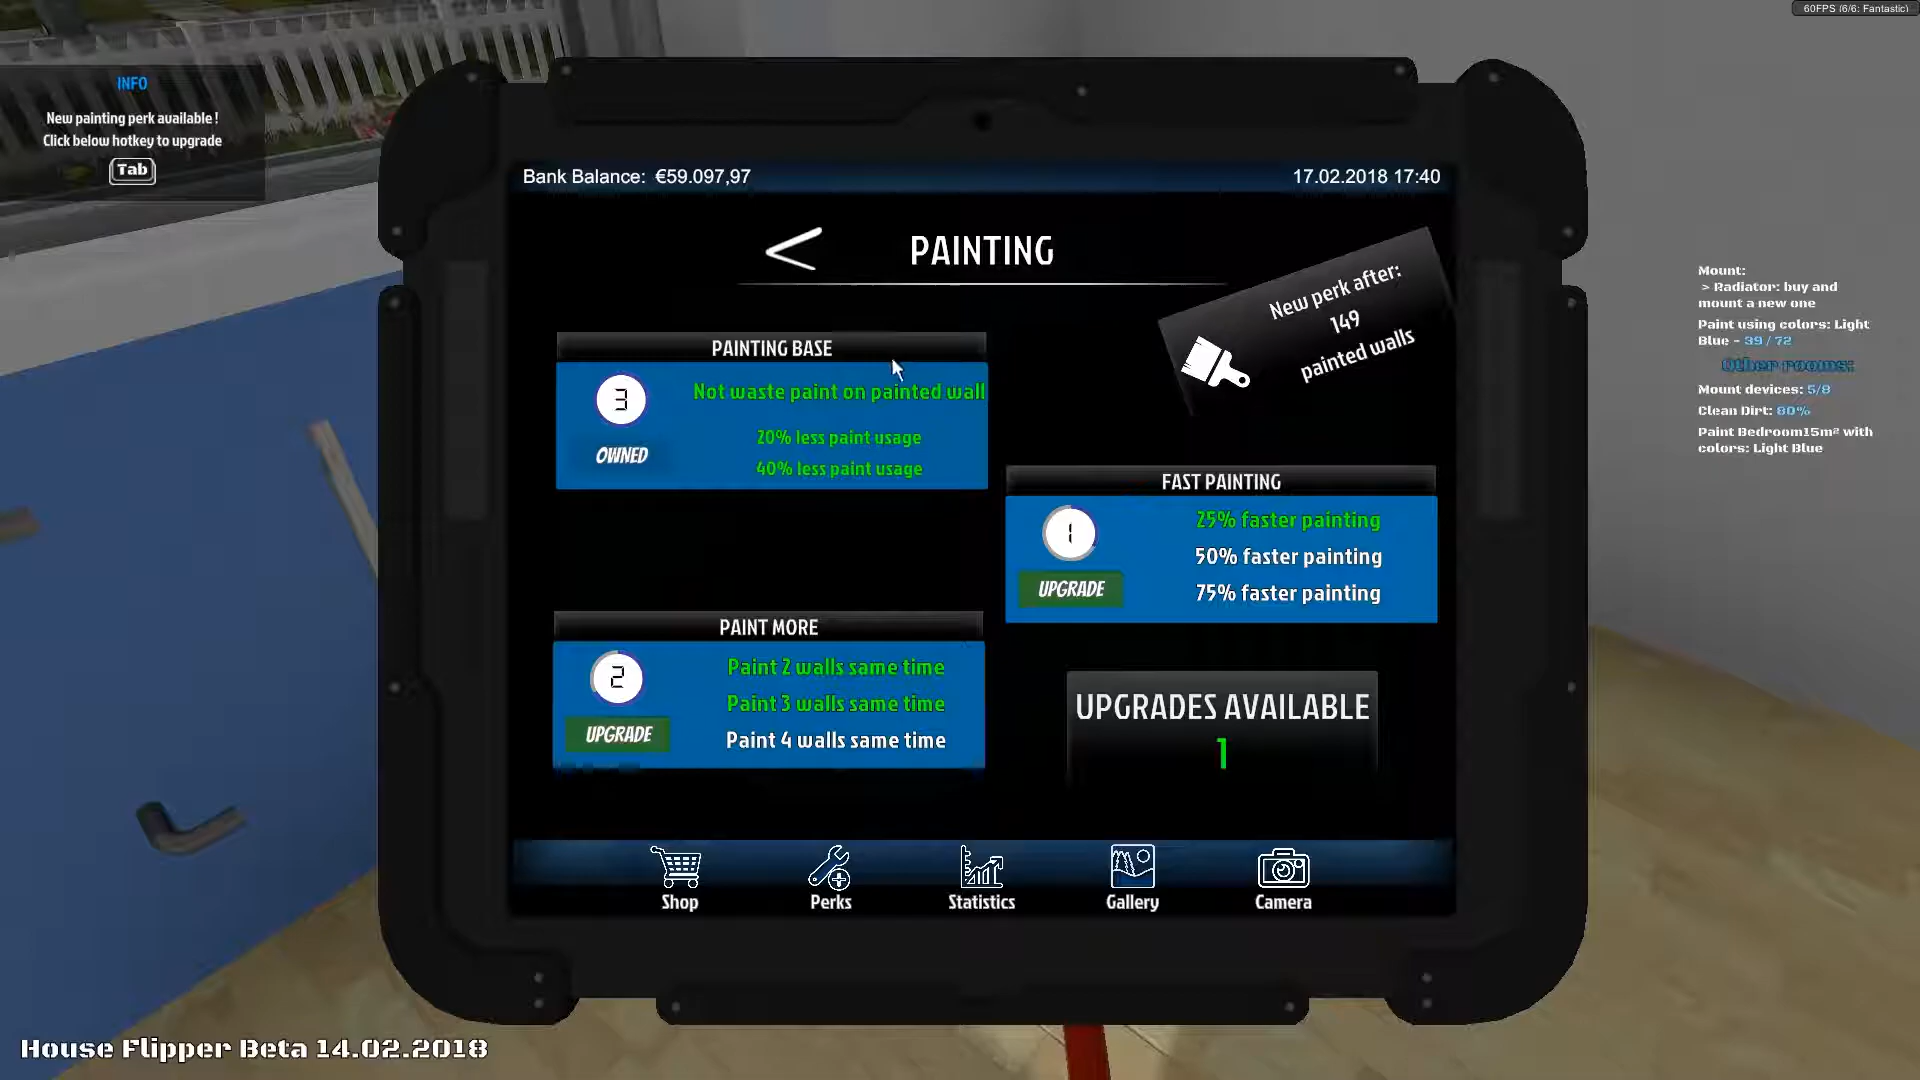 60FPS (6/6: Fantastic)
INFO
New painting perk available !
Click below hotkey to upgrade
Tab
Bank Balance: €59.097,97
17.02.2018 17:40
PAINTING
New perk after:
149
painted walls
PAINTING BASE
3
OWNED
Not waste paint on painted wall
20% less paint usage
40% less paint usage
FAST PAINTING
1
UPGRADE
25% faster painting
50% faster painting
75% faster painting
PAINT MORE
2
UPGRADE
Paint 2 walls same time
Paint 3 walls same time
Paint 4 walls same time
UPGRADES AVAILABLE
1
Shop
Perks
Statistics
Gallery
Camera
Mount:
> Radiator: buy and
mount a new one
Paint using colors: Light
Blue - 39 / 72
Other rooms:
Mount devices: 5/8
Clean Dirt: 80%
Paint Bedroom15m² with
colors: Light Blue
House Flipper Beta 14.02.2018